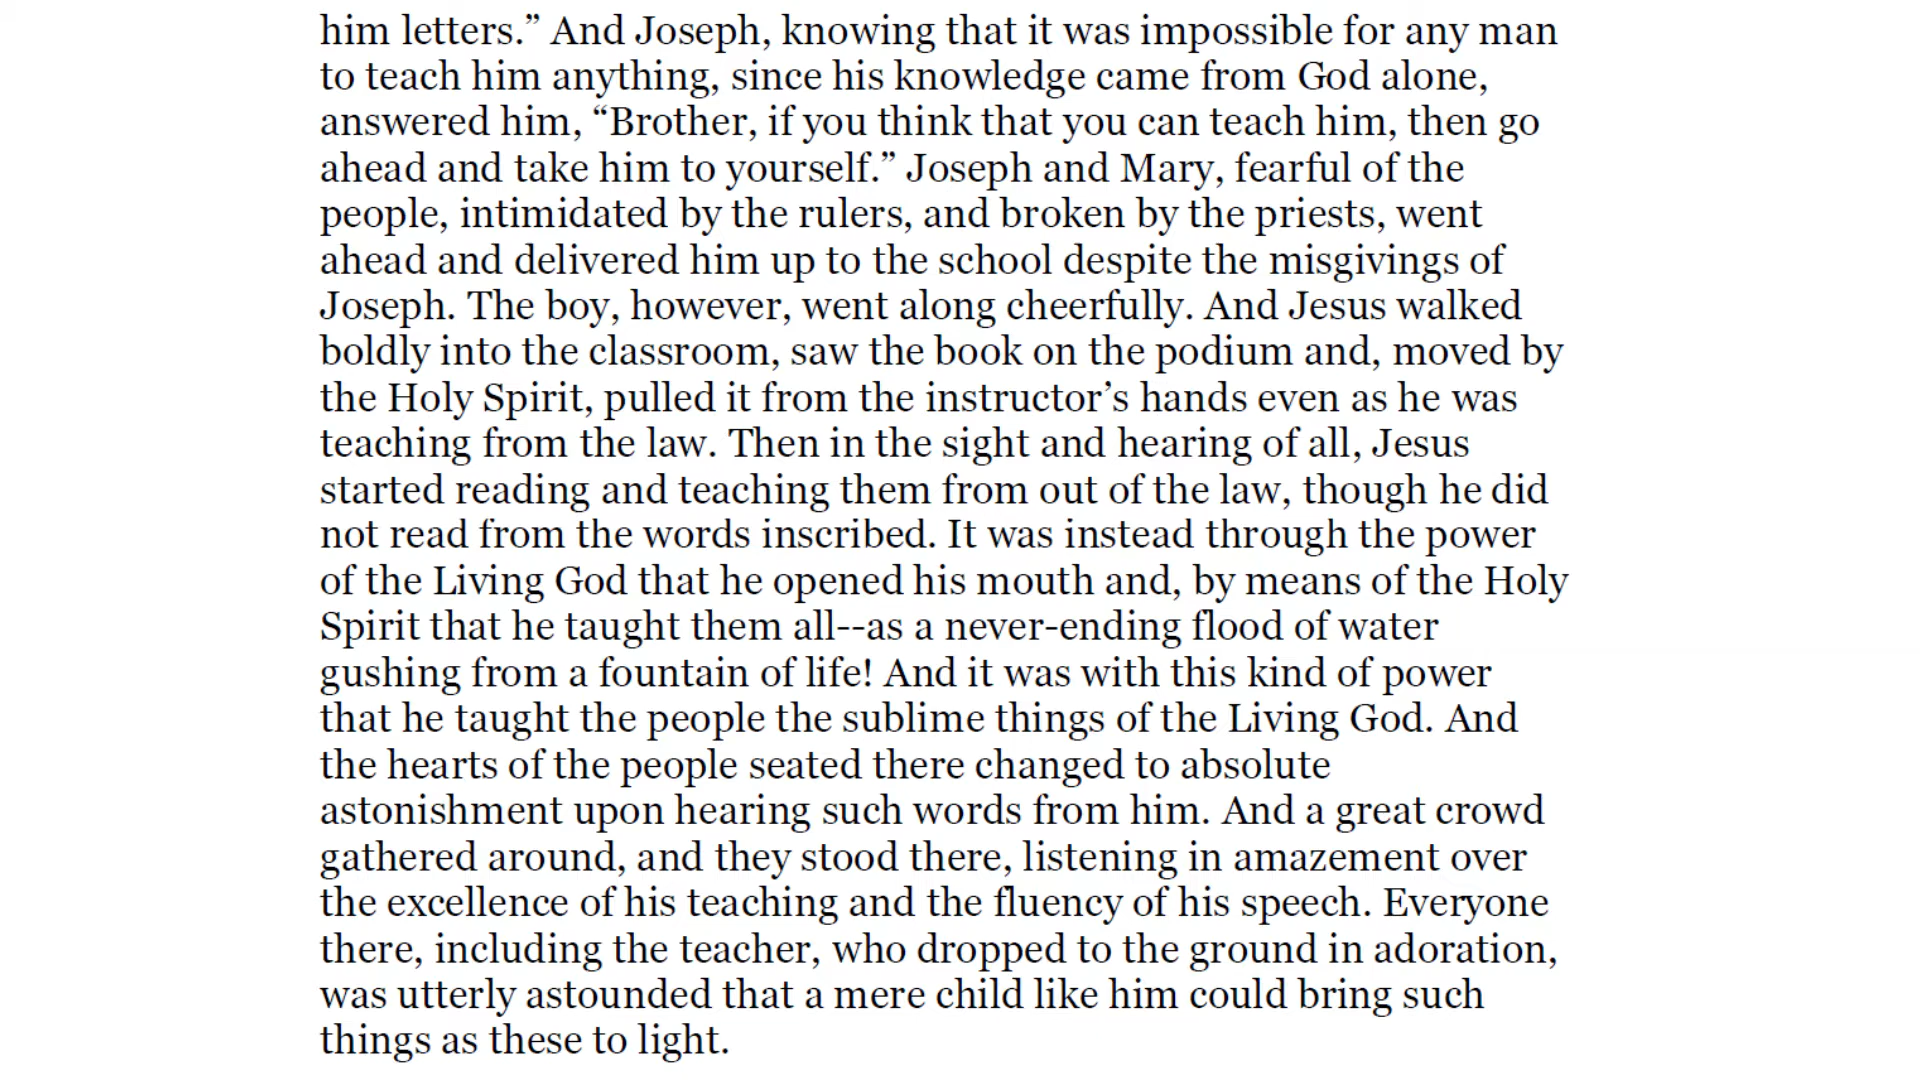 him letters.” And Joseph, knowing that it was impossible for any man
to teach him anything, since his knowledge came from God alone,
answered him, “Brother, if you think that you can teach him, then go
ahead and take him to yourself.” Joseph and Mary, fearful of the
people, intimidated by the rulers, and broken by the priests, went
ahead and delivered him up to the school despite the misgivings of
Joseph. The boy, however, went along cheerfully. And Jesus walked
boldly into the classroom, saw the book on the podium and, moved by
the Holy Spirit, pulled it from the instructor’s hands even as he was
teaching from the law. Then in the sight and hearing of all, Jesus
started reading and teaching them from out of the law, though he did
not read from the words inscribed. It was instead through the power
of the Living God that he opened his mouth and, by means of the Holy
Spirit that he taught them all--as a never-ending flood of water
gushing from a fountain of life! And it was with this kind of power
that he taught the people the sublime things of the Living God. And
the hearts of the people seated there changed to absolute
astonishment upon hearing such words from him. And a great crowd
gathered around, and they stood there, listening in amazement over
the excellence of his teaching and the fluency of his speech. Everyone
there, including the teacher, who dropped to the ground in adoration,
was utterly astounded that a mere child like him could bring such
things as these to light.